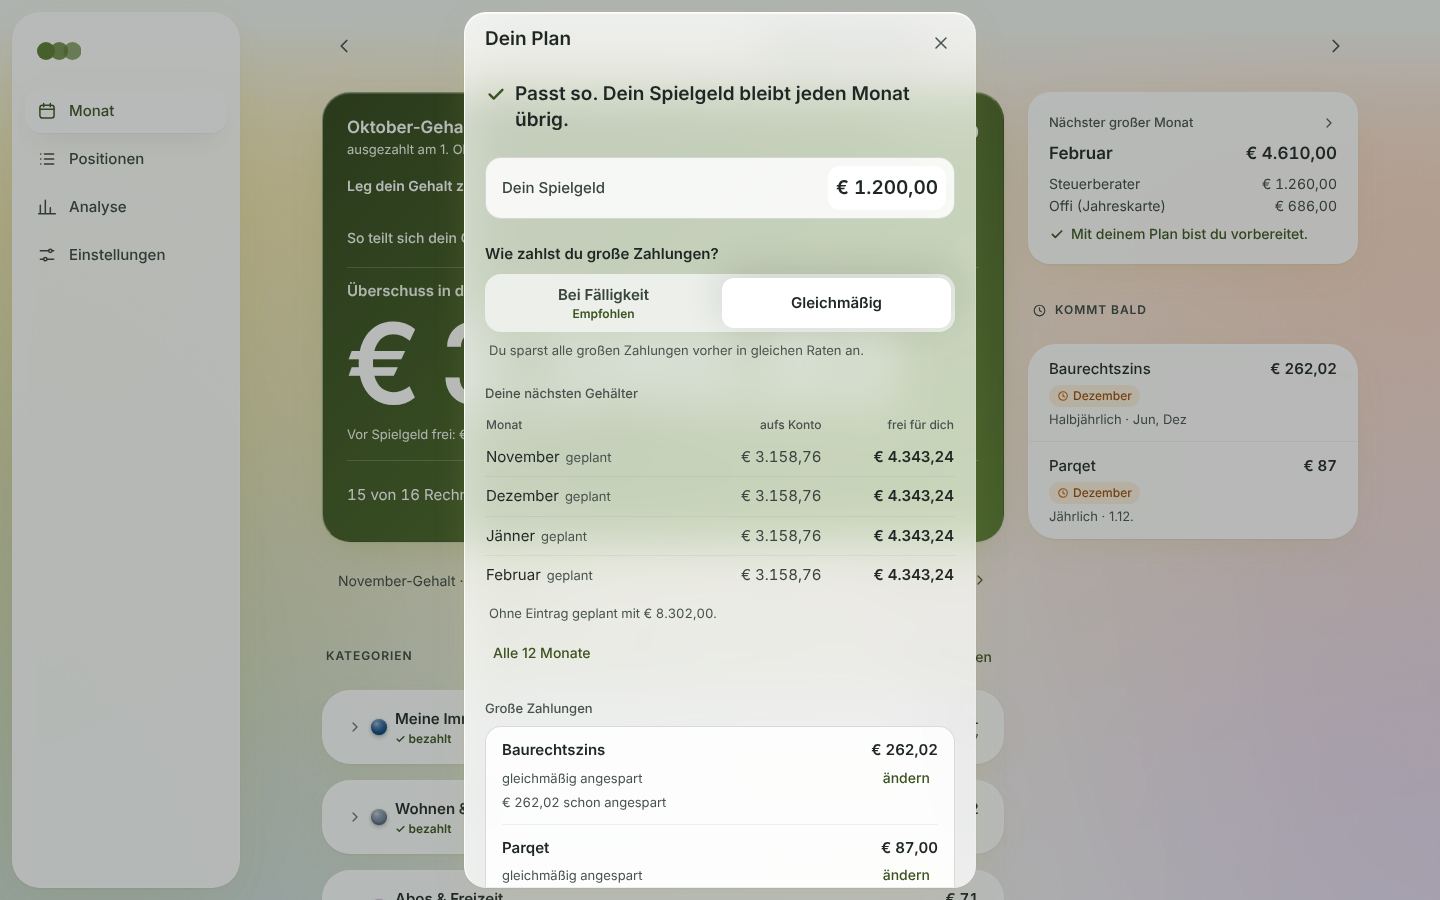 Monat
Positionen
Analyse
Einstellungen
Oktober-Geha
ausgezahlt am 1. O
Leg dein Gehalt z
So teilt sich dein
Überschuss in d
€ 3
Vor Spielgeld frei: €
15 von 16 Rechn
November-Gehalt ·
KATEGORIEN
en
Meine Im
✓ bezahlt
Wohnen &
✓ bezahlt
Abos & Freizeit
€ 71
Dein Plan
Passt so. Dein Spielgeld bleibt jeden Monat
übrig.
Dein Spielgeld € 1.200,00
Wie zahlst du große Zahlungen?
Bei Fälligkeit
Empfohlen
Gleichmäßig
Du sparst alle großen Zahlungen vorher in gleichen Raten an.
Deine nächsten Gehälter
Monat aufs Konto frei für dich
November geplant € 3.158,76 € 4.343,24
Dezember geplant € 3.158,76 € 4.343,24
Jänner geplant € 3.158,76 € 4.343,24
Februar geplant € 3.158,76 € 4.343,24
Ohne Eintrag geplant mit € 8.302,00.
Alle 12 Monate
Große Zahlungen
Baurechtszins € 262,02
gleichmäßig angespart ändern
€ 262,02 schon angespart
Parqet € 87,00
gleichmäßig angespart ändern
Nächster großer Monat
Februar € 4.610,00
Steuerberater € 1.260,00
Offi (Jahreskarte) € 686,00
✓ Mit deinem Plan bist du vorbereitet.
KOMMT BALD
Baurechtszins € 262,02
Dezember
Halbjährlich · Jun, Dez
Parqet € 87
Dezember
Jährlich · 1.12.